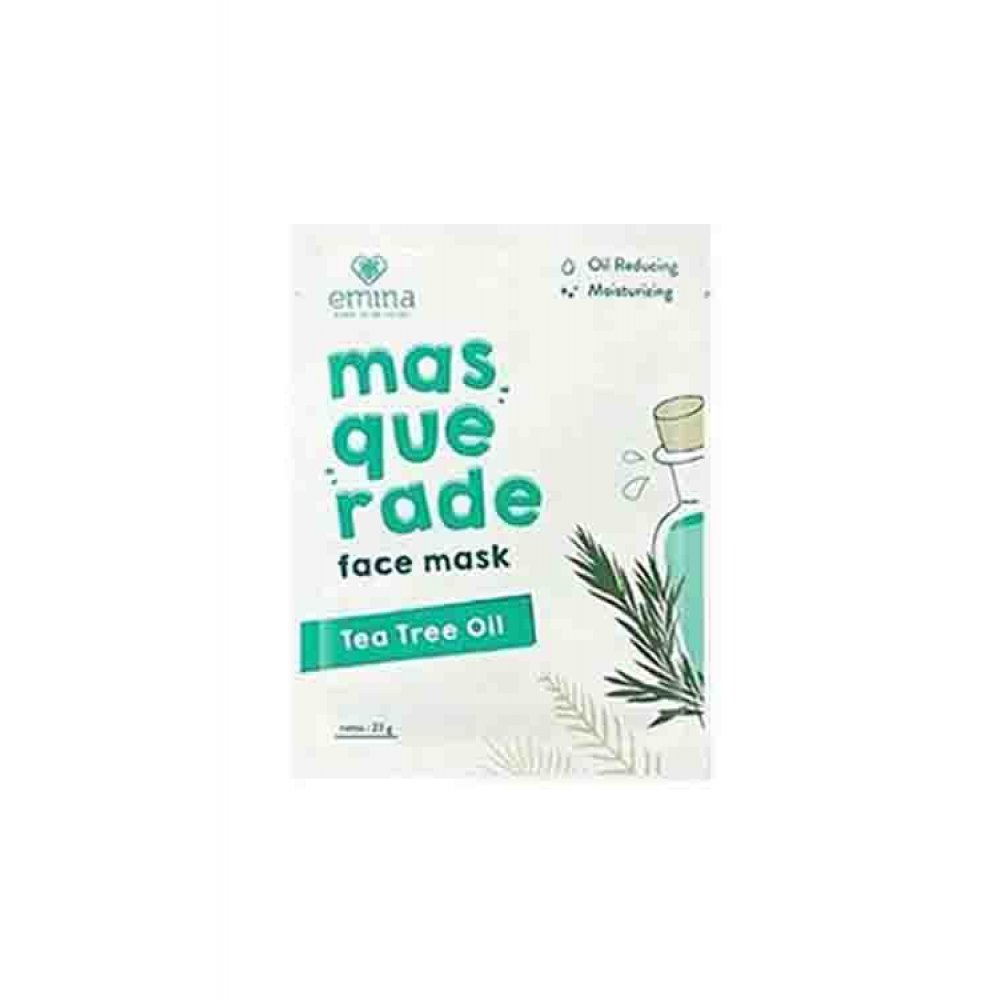 emina
Oil Reducing
Moisturizing
mas
que
rade
face mask
Tea Tree Oil